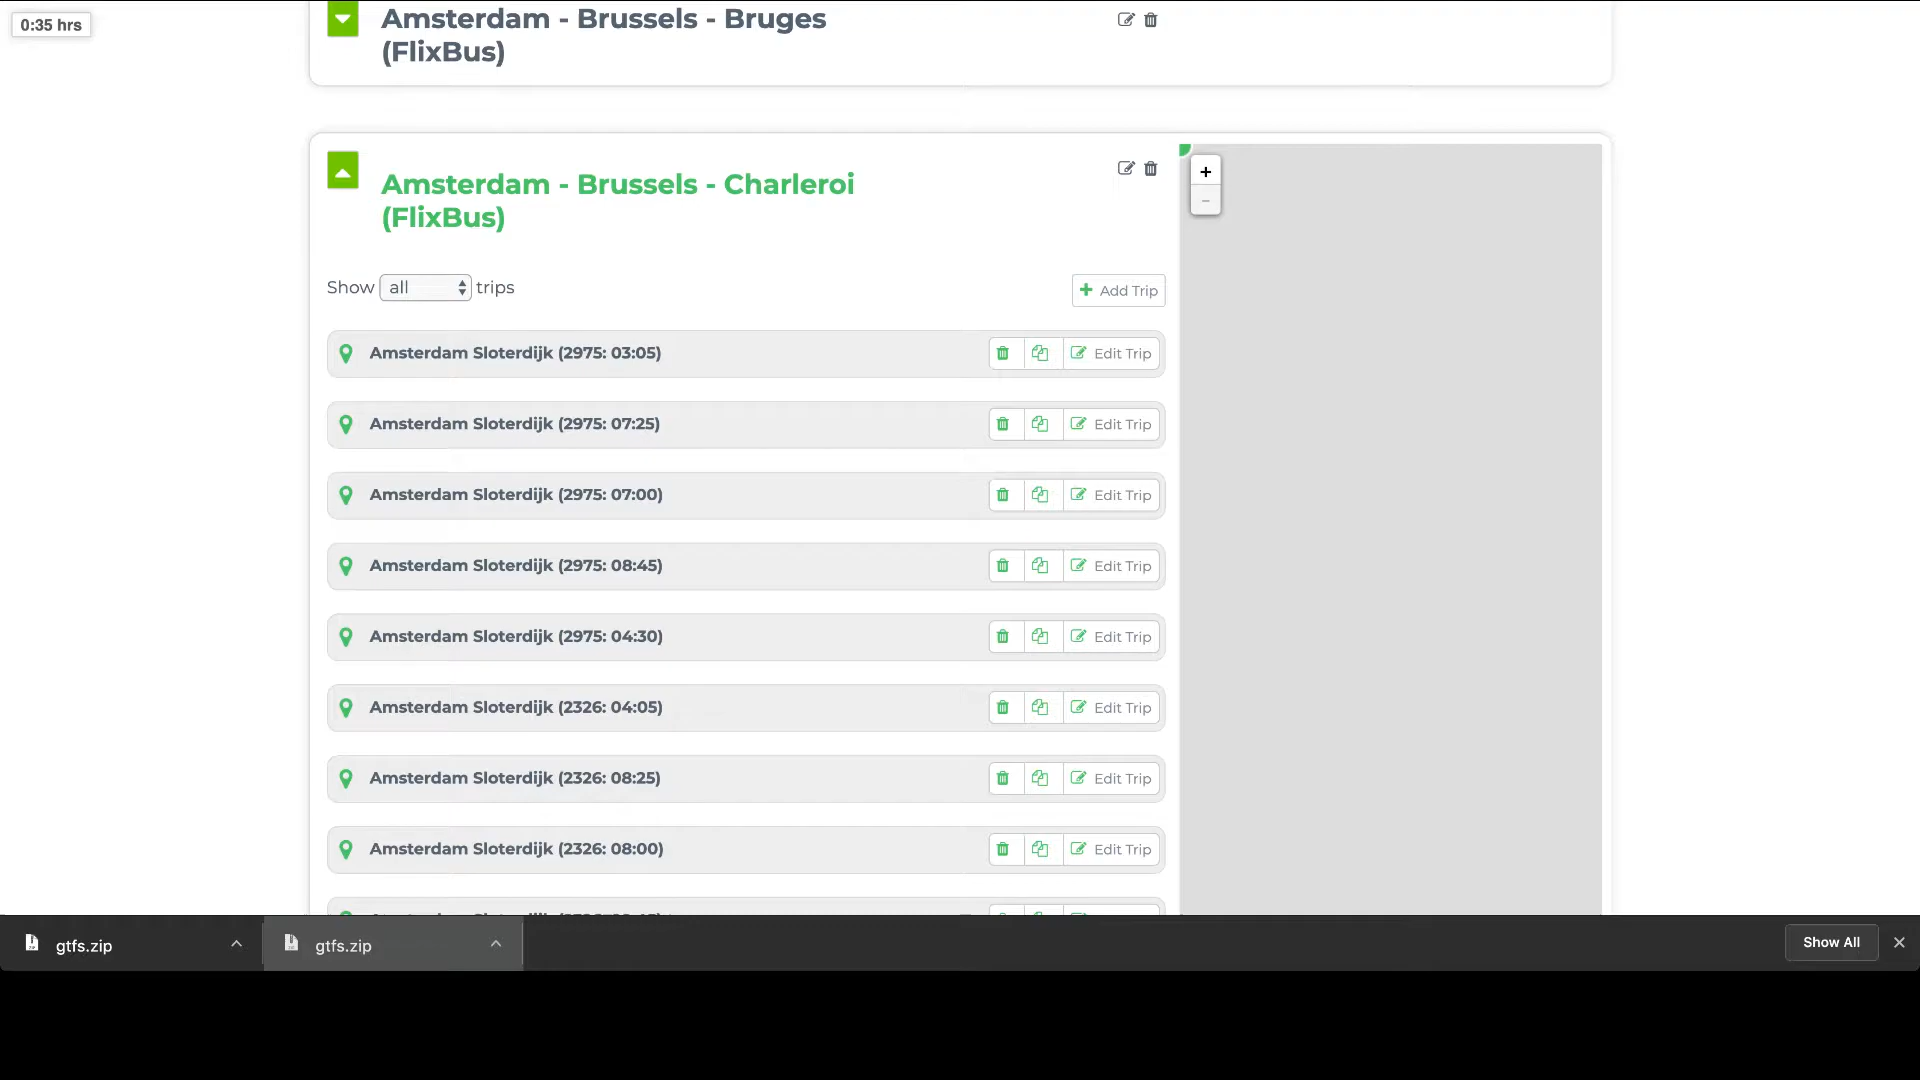 0:35 hrs
Amsterdam - Brussels - Bruges
(FlixBus)
Amsterdam - Brussels - Charleroi
(FlixBus)
+
−
Show all trips
Add Trip
Amsterdam Sloterdijk (2975: 03:05)
Edit Trip
Amsterdam Sloterdijk (2975: 07:25)
Edit Trip
Amsterdam Sloterdijk (2975: 07:00)
Edit Trip
Amsterdam Sloterdijk (2975: 08:45)
Edit Trip
Amsterdam Sloterdijk (2975: 04:30)
Edit Trip
Amsterdam Sloterdijk (2326: 04:05)
Edit Trip
Amsterdam Sloterdijk (2326: 08:25)
Edit Trip
Amsterdam Sloterdijk (2326: 08:00)
Edit Trip
gtfs.zip
gtfs.zip
Show All